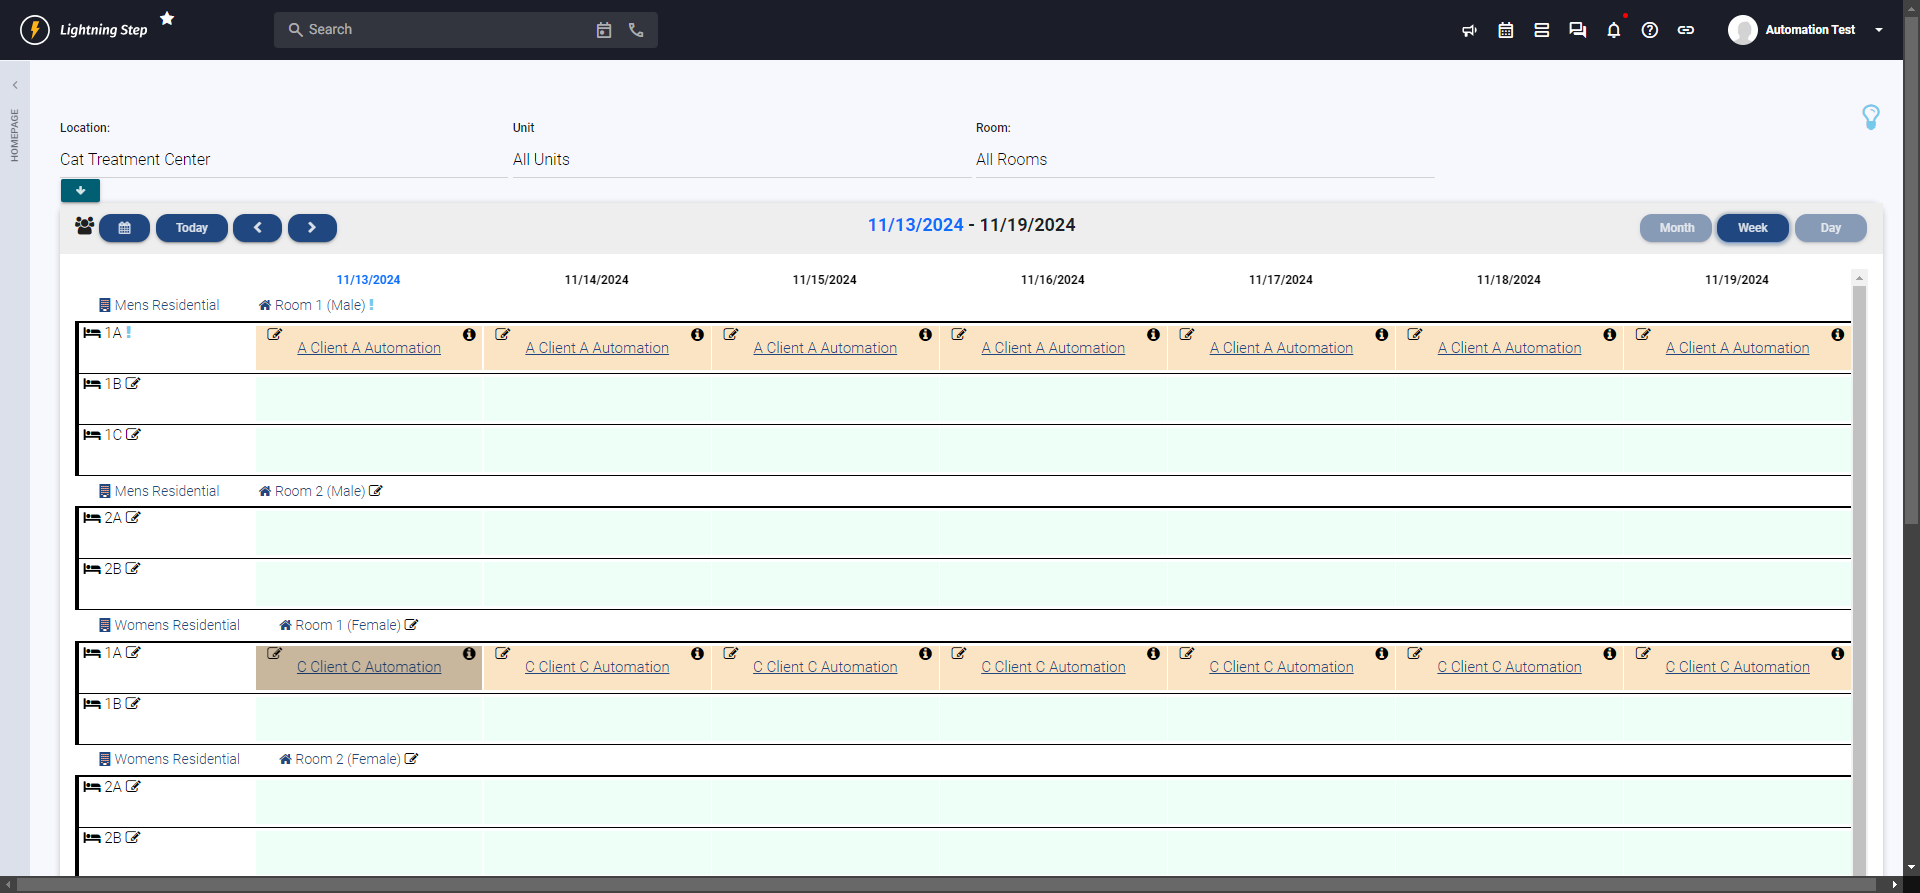 Lightning Step
Search
Automation Test
HOMEPAGE
Location: Unit Room:
Cat Treatment Center All Units All Rooms
Today 11/13/2024 - 11/19/2024 Month Week Day
11/13/2024 11/14/2024 11/15/2024 11/16/2024 11/17/2024 11/18/2024 11/19/2024
Mens Residential Room 1 (Male) !
1A !
A Client A Automation A Client A Automation A Client A Automation A Client A Automation A Client A Automation A Client A Automation A Client A Automation
1B
1C
Mens Residential Room 2 (Male)
2A
2B
Womens Residential Room 1 (Female)
1A
C Client C Automation C Client C Automation C Client C Automation C Client C Automation C Client C Automation C Client C Automation C Client C Automation
1B
Womens Residential Room 2 (Female)
2A
2B